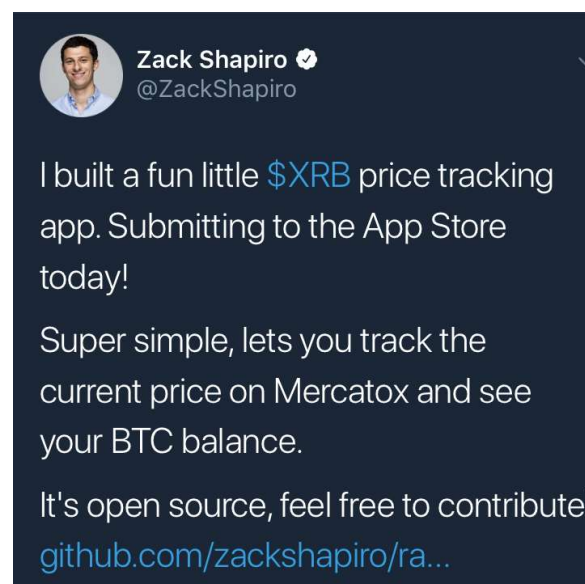 Zack Shapiro
@ZackShapiro
I built a fun little $XRB price tracking
app. Submitting to the App Store
today!
Super simple, lets you track the
current price on Mercatox and see
your BTC balance.
It's open source, feel free to contribute
github.com/zackshapiro/ra...